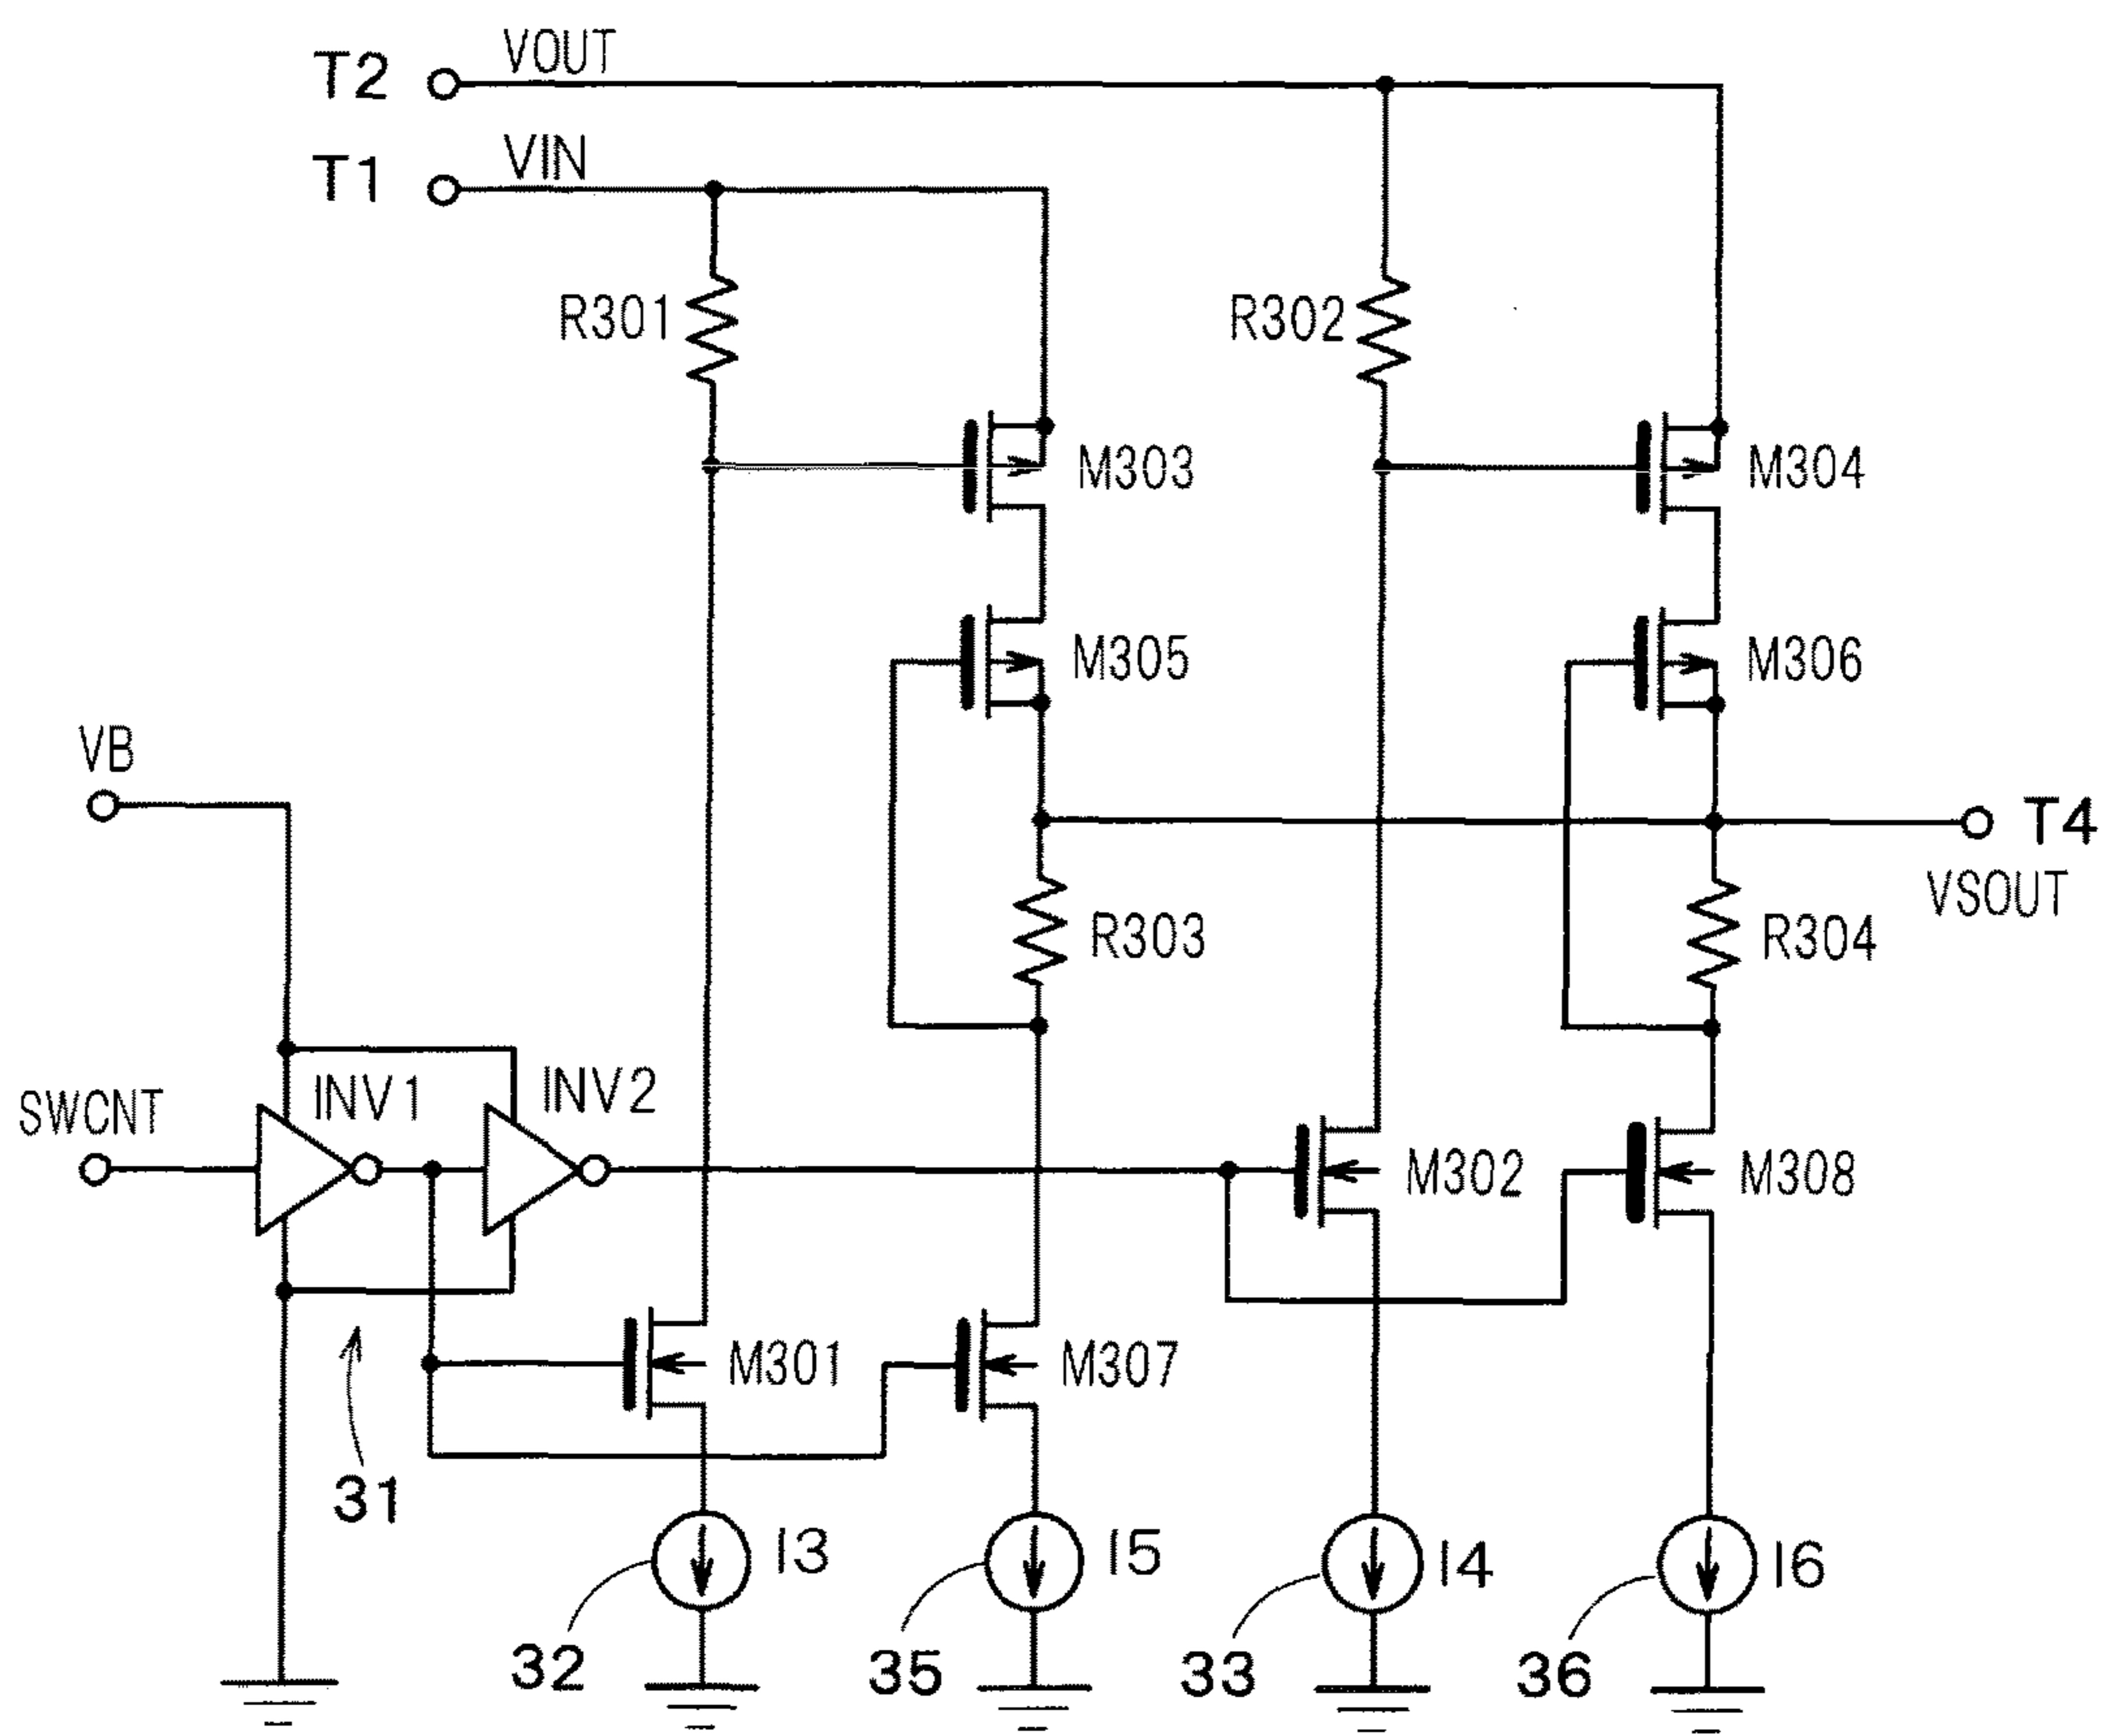 T2 VOUT
T1 VIN
R301
R302
M303
M304
M305
M306
VB
T4
VSOUT
R303
R304
SWCNT
INV1
INV2
M302
M308
M301
M307
31
I3
I5
I4
I6
32
35
33
36